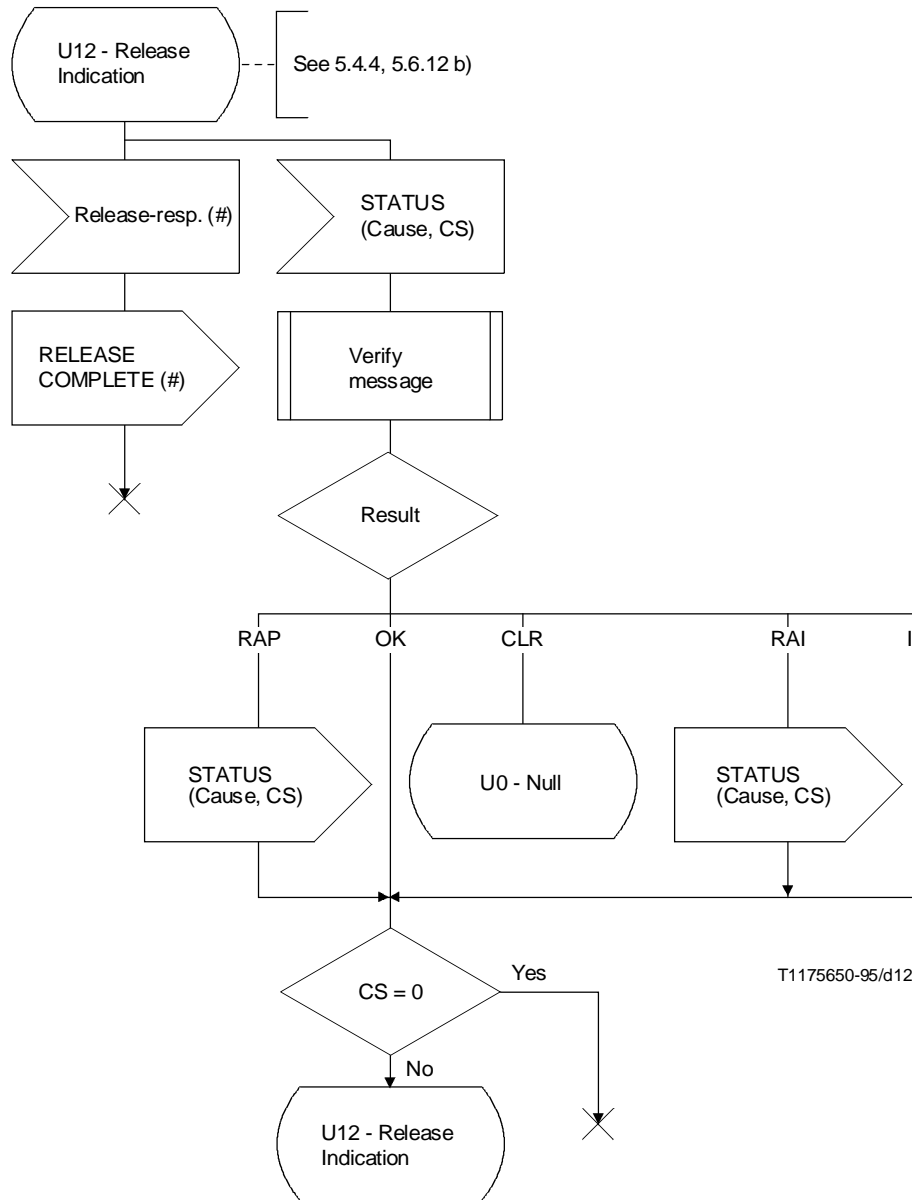 U12 - Release
Indication
See 5.4.4, 5.6.12 b)
Release-resp. (#)
STATUS
(Cause, CS)
RELEASE
COMPLETE (#)
Verify
message
Result
RAP
OK
CLR
RAI
I
STATUS
(Cause, CS)
U0 - Null
STATUS
(Cause, CS)
CS = 0
Yes
T1175650-95/d12
No
U12 - Release
Indication